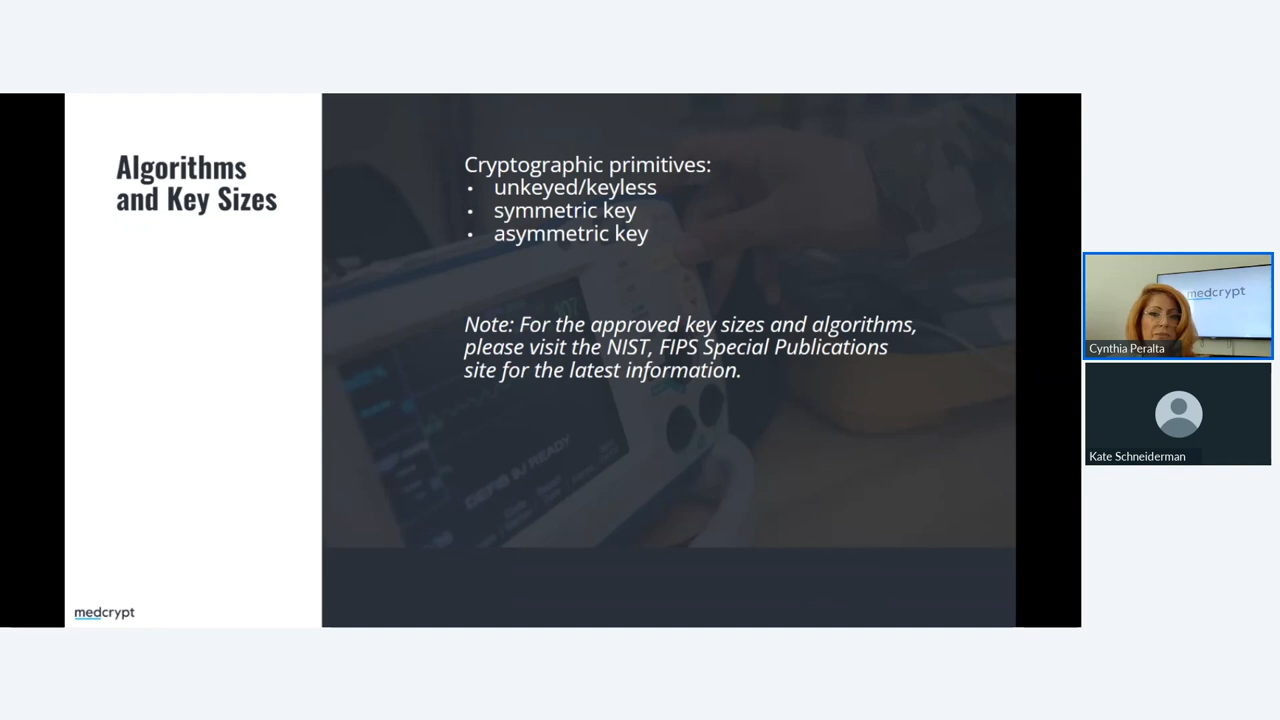 Algorithms
and Key Sizes
Cryptographic primitives:
• unkeyed/keyless
• symmetric key
• asymmetric key
Note: For the approved key sizes and algorithms,
please visit the NIST, FIPS Special Publications
site for the latest information.
DEFIB READY
medcrypt
medcrypt
Cynthia Peralta
Kate Schneiderman